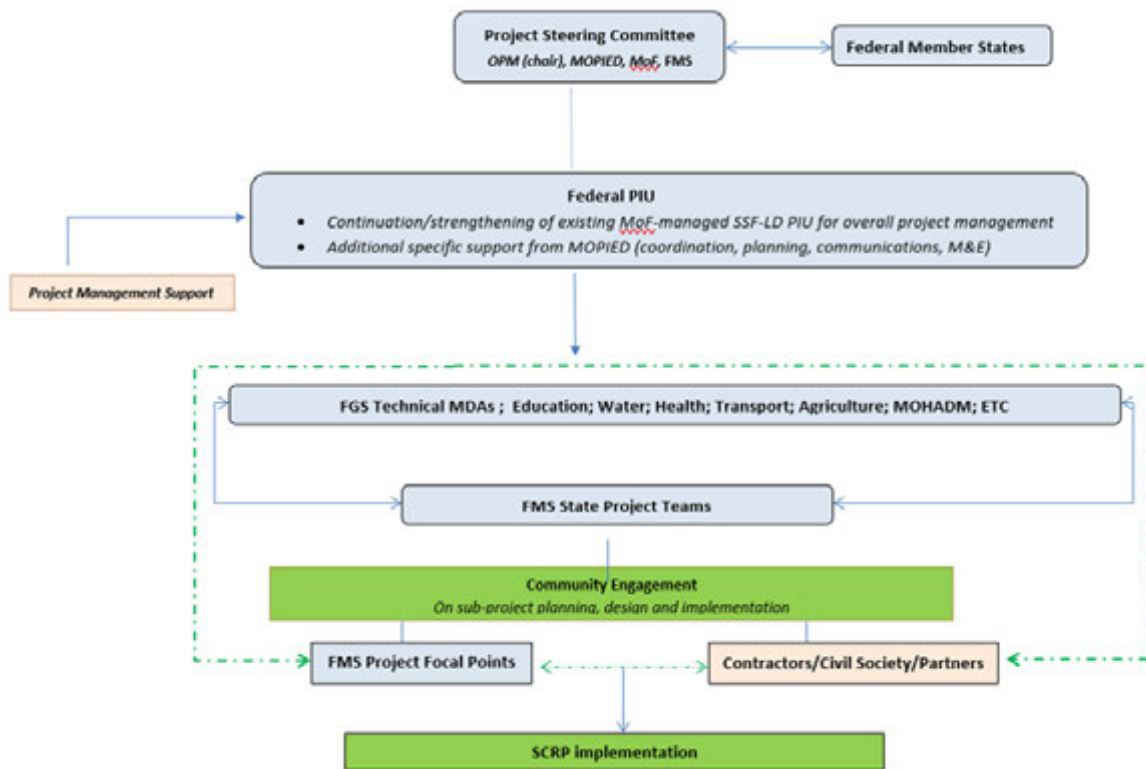 Project Steering Committee
OPM (chair), MOPIED, MoF, FMS
Federal Member States
Federal PIU
• Continuation/strengthening of existing MoF-managed SSF-LD PIU for overall project management
• Additional specific support from MOPIED (coordination, planning, communications, M&E)
Project Management Support
FGS Technical MDAs ; Education; Water; Health; Transport; Agriculture; MOHADM; ETC
FMS State Project Teams
Community Engagement
On sub-project planning, design and implementation
FMS Project Focal Points
Contractors/Civil Society/Partners
SCRP implementation